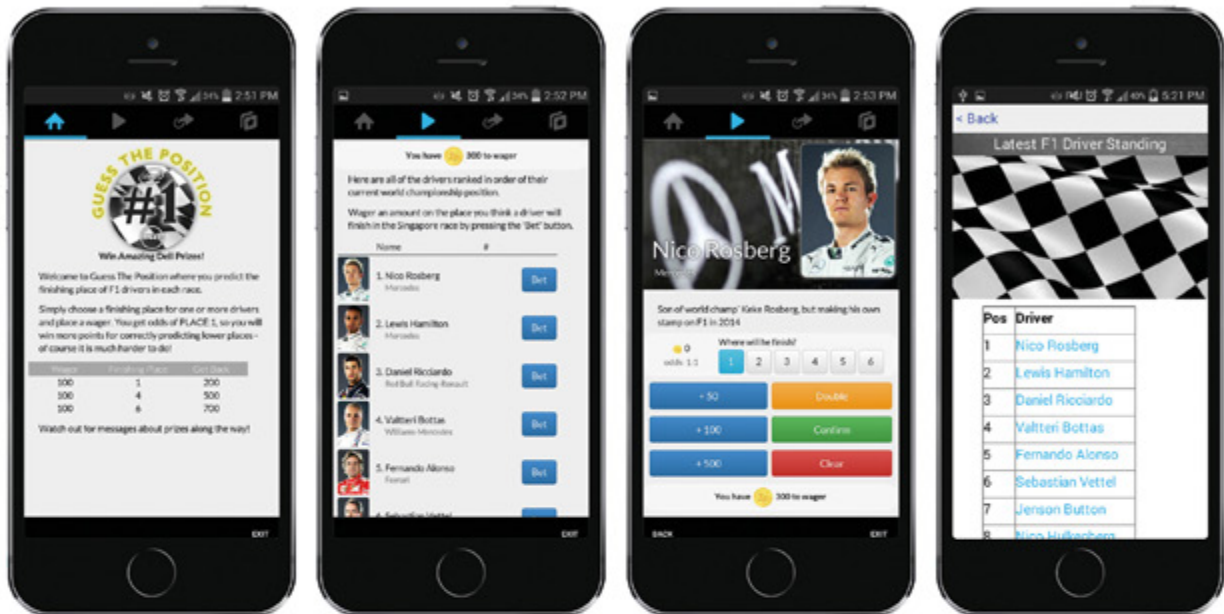 2:51 PM
GUESS THE POSITION
#1
Win Amazing Dell Prizes!
Welcome to Guess The Position where you predict the
finishing place of F1 drivers in each race.
Simply choose a finishing place for one or more drivers
and place a wager. You get odds of PLACE:1, so you will
win more points for correctly predicting lower places -
of course it is much harder to do!
Wager Finishing Place Get Back
100 1 200
100 4 500
100 6 700
Watch out for messages about prizes along the way!
EXIT
2:52 PM
You have 300 to wager
Here are all of the drivers ranked in order of their
current world championship position.
Wager an amount on the place you think a driver will
finish in the Singapore race by pressing the 'Bet' button.
Name #
1. Nico Rosberg
Mercedes
Bet
2. Lewis Hamilton
Mercedes
Bet
3. Daniel Ricciardo
Red Bull Racing-Renault
Bet
4. Valtteri Bottas
Williams-Mercedes
Bet
5. Fernando Alonso
Ferrari
Bet
6. Sebastian Vettel
EXIT
2:53 PM
Nico Rosberg
Mercedes
Son of world champ' Keke Rosberg, but making his own
stamp on F1 in 2014
0
odds 1:1
Where will he finish?
1 2 3 4 5 6
+ 50 Double
+ 100 Confirm
+ 500 Clear
You have 300 to wager
BACK EXIT
40% 5:21 PM
< Back
Latest F1 Driver Standing
Pos Driver
1 Nico Rosberg
2 Lewis Hamilton
3 Daniel Ricciardo
4 Valtteri Bottas
5 Fernando Alonso
6 Sebastian Vettel
7 Jenson Button
8 Nico Hulkenberg